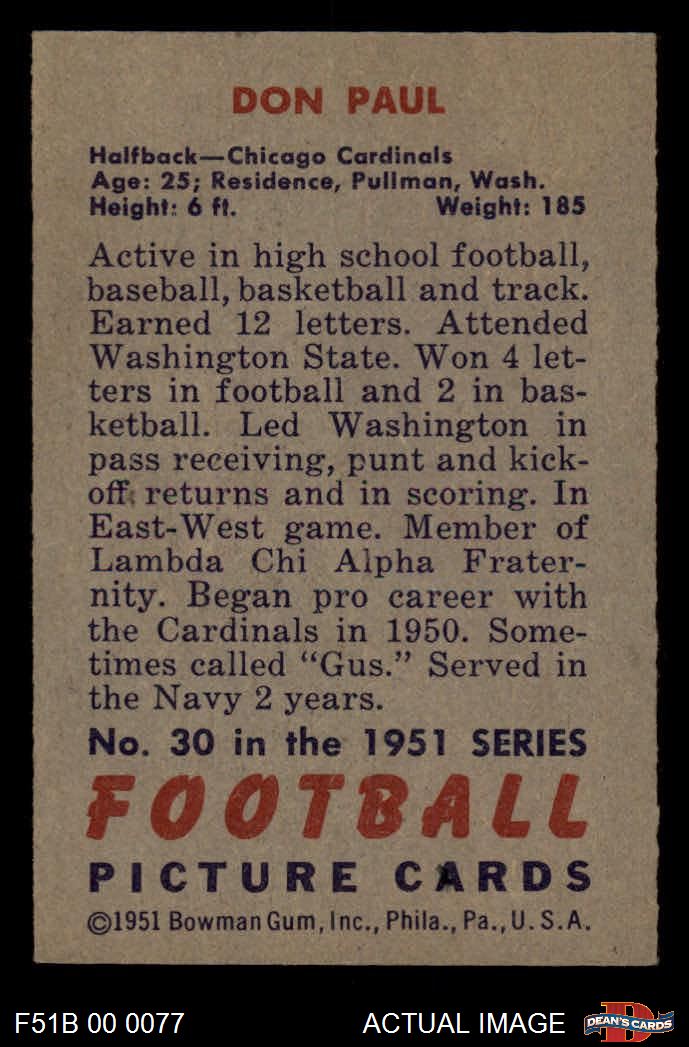 DON PAUL
Halfback—Chicago Cardinals
Age: 25; Residence, Pullman, Wash.
Height: 6 ft. Weight: 185
Active in high school football,
baseball, basketball and track.
Earned 12 letters. Attended
Washington State. Won 4 let-
ters in football and 2 in bas-
ketball. Led Washington in
pass receiving, punt and kick-
off returns and in scoring. In
East-West game. Member of
Lambda Chi Alpha Frater-
nity. Began pro career with
the Cardinals in 1950. Some-
times called “Gus.” Served in
the Navy 2 years.
No. 30 in the 1951 SERIES
FOOTBALL
PICTURE CARDS
©1951 Bowman Gum, Inc., Phila., Pa., U.S.A.
F51B 00 0077 ACTUAL IMAGE D DEAN'S CARDS